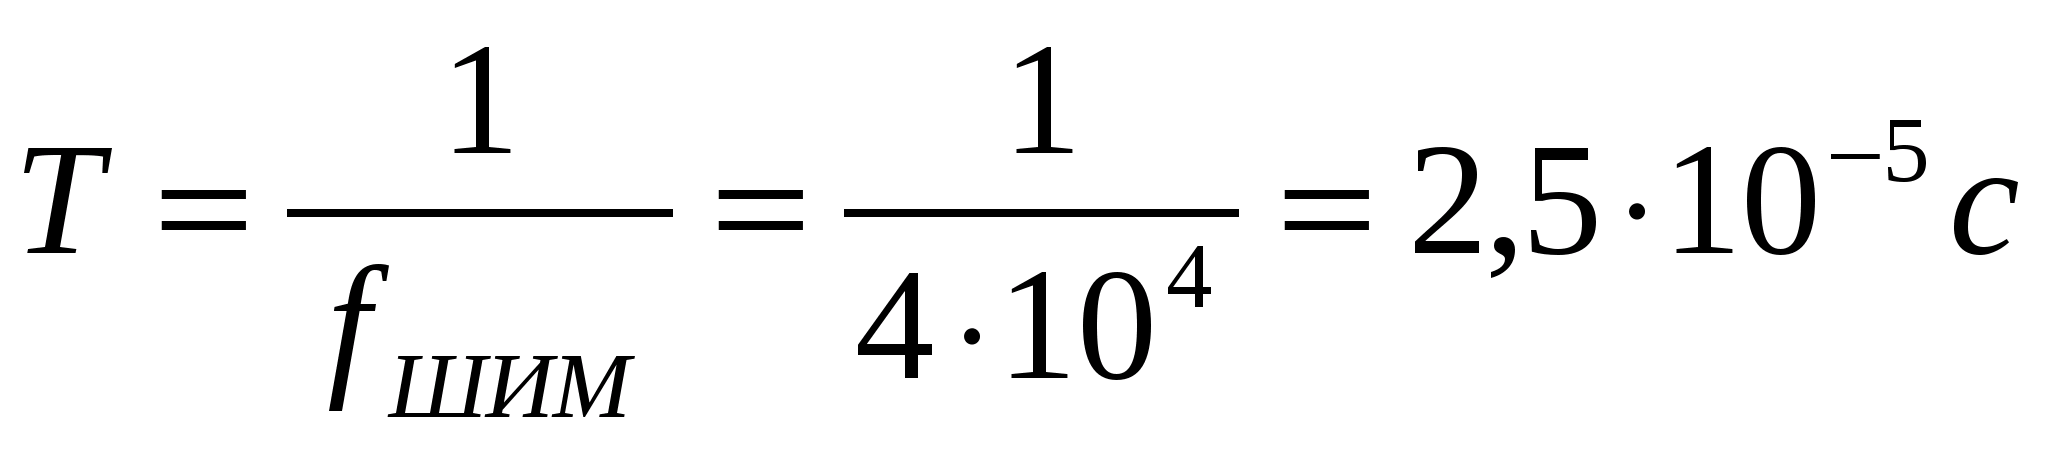 T = 1/f_ШИМ = 1/(4·10^4) = 2,5·10^−5 с